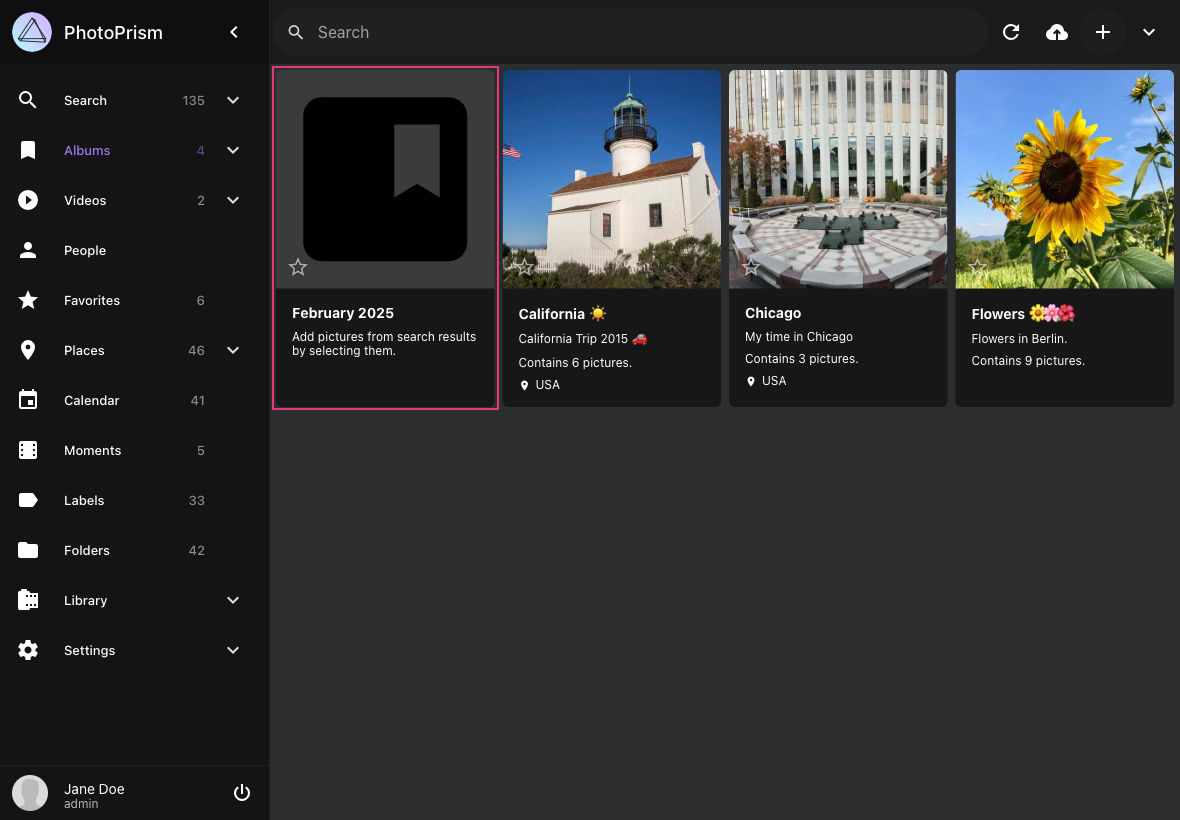 PhotoPrism
Search
Search 135
Albums 4
Videos 2
People
Favorites 6
Places 46
Calendar 41
Moments 5
Labels 33
Folders 42
Library
Settings
Jane Doe
admin
February 2025
Add pictures from search results
by selecting them.
California ☀️
California Trip 2015 🚗
Contains 6 pictures.
USA
Chicago
My time in Chicago
Contains 3 pictures.
USA
Flowers 🌼🌸🌺
Flowers in Berlin.
Contains 9 pictures.